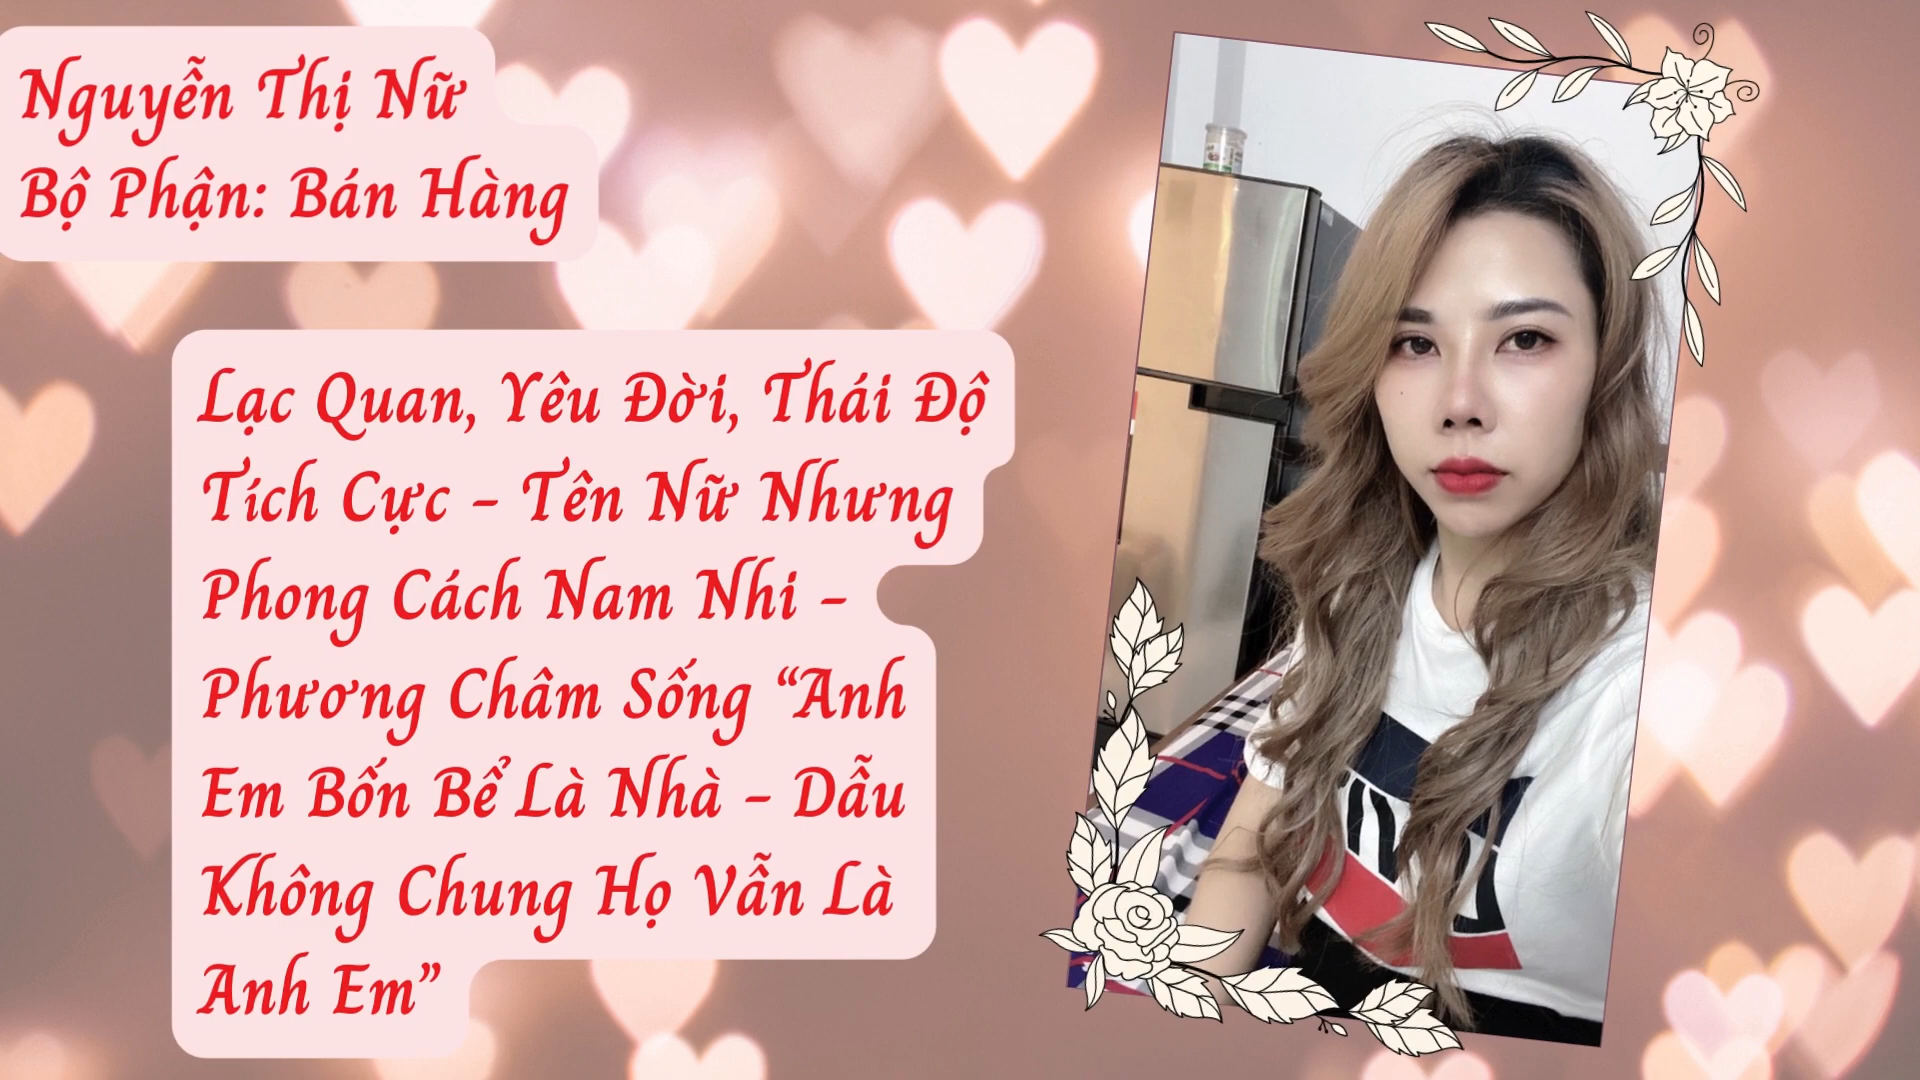 Nguyễn Thị Nữ
Bộ Phận: Bán Hàng
Lạc Quan, Yêu Đời, Thái Độ
Tích Cực – Tên Nữ Nhưng
Phong Cách Nam Nhi –
Phương Châm Sống “Anh
Em Bốn Bể Là Nhà – Dẫu
Không Chung Họ Vẫn Là
Anh Em”